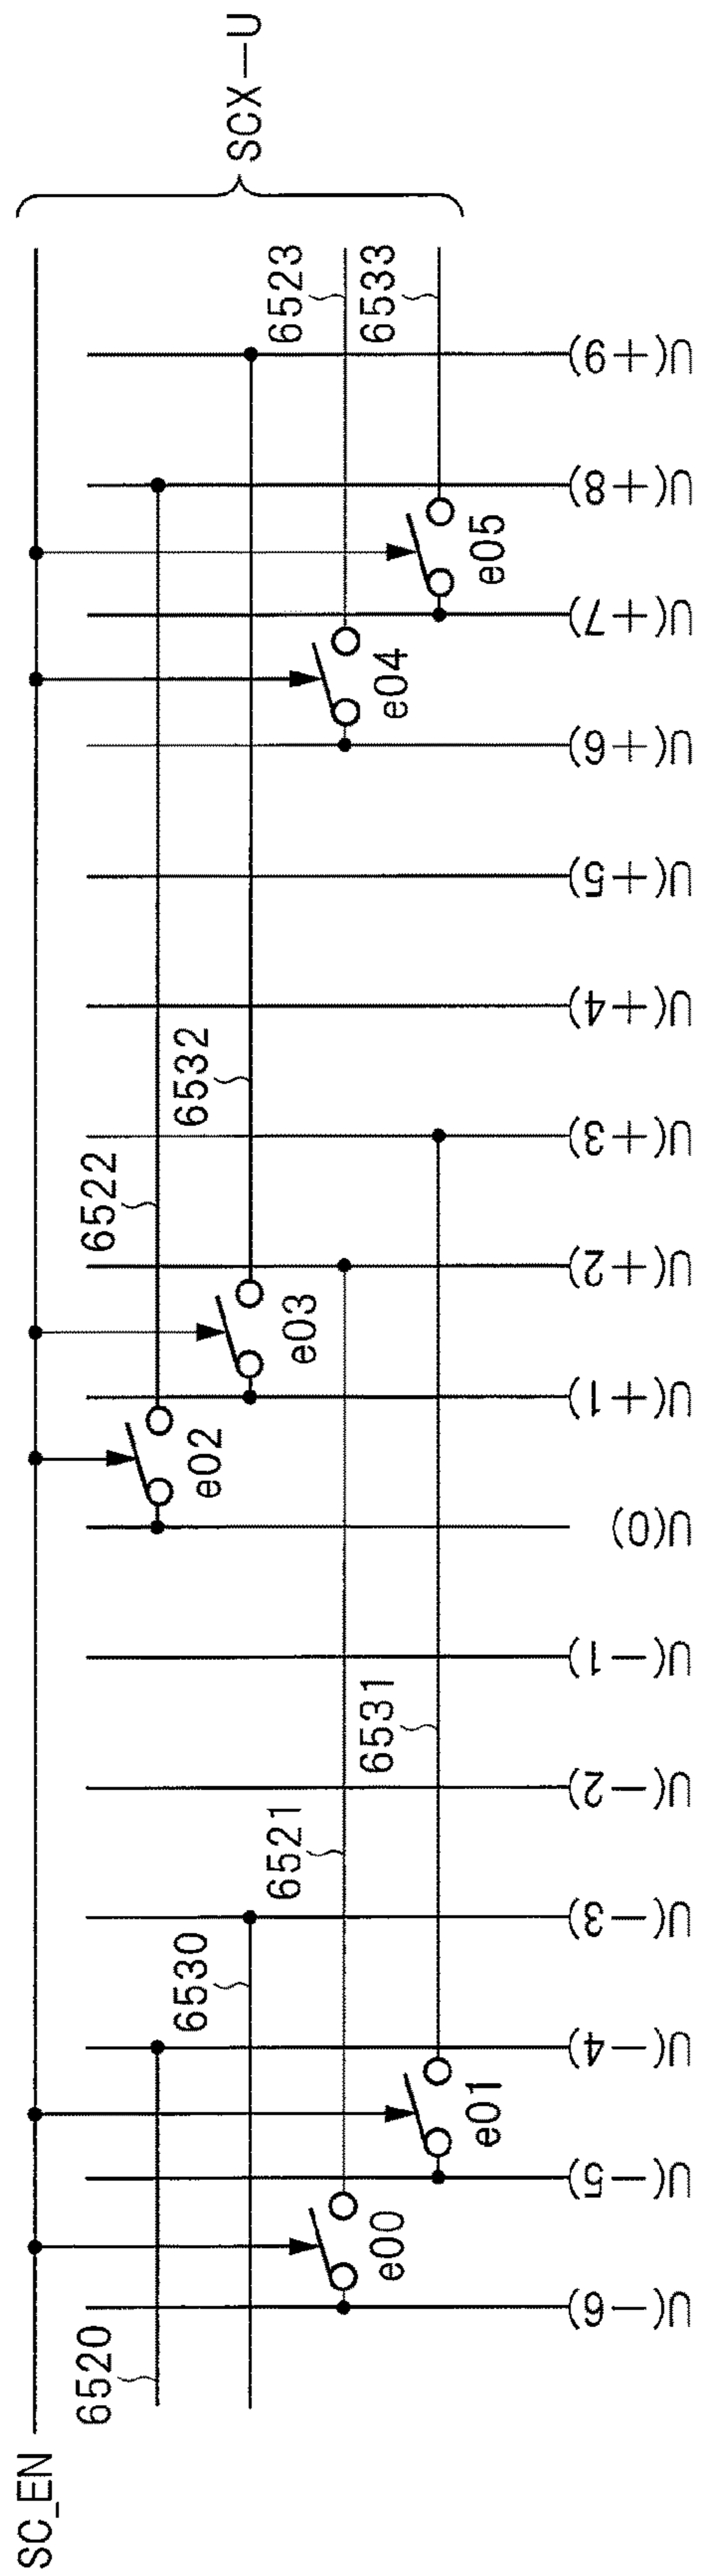 SC_EN
SCX—U
6520
6530
6521
6531
6522
6532
6523
6533
e00
e01
e02
e03
e04
e05
U(−6)
U(−5)
U(−4)
U(−3)
U(−2)
U(−1)
U(0)
U(+1)
U(+2)
U(+3)
U(+4)
U(+5)
U(+6)
U(+7)
U(+8)
U(+9)